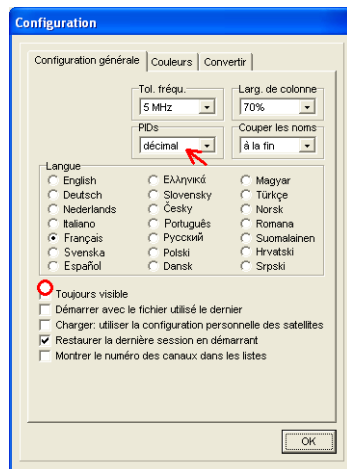 Configuration
Configuration générale Couleurs Convertir
Tol. fréqu. Larg. de colonne
5 MHz 70%
PIDs Couper les noms
décimal à la fin
Langue
English Ελληνικά Magyar
Deutsch Slovensky Türkçe
Nederlands Česky Norsk
Italiano Português Romana
Français Русский Suomalainen
Svenska Polski Hrvatski
Español Dansk Srpski
Toujours visible
Démarrer avec le fichier utilisé le dernier
Charger: utiliser la configuration personnelle des satellites
Restaurer la dernière session en démarrant
Montrer le numéro des canaux dans les listes
OK